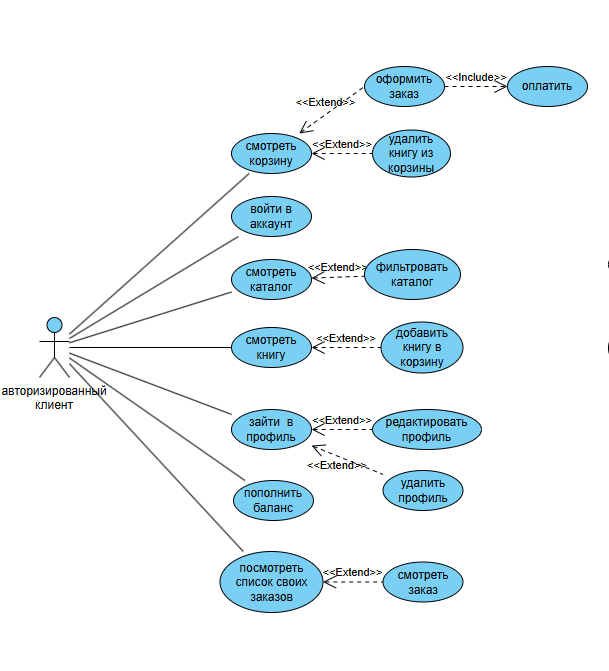 оформить
заказ
<<Include>>
оплатить
<<Extend>>
смотреть
корзину
<<Extend>>
удалить
книгу из
корзины
войти в
аккаунт
смотреть
каталог
<<Extend>>
фильтровать
каталог
смотреть
книгу
<<Extend>>
добавить
книгу в
корзину
авторизированный
клиент
зайти в
профиль
<<Extend>>
редактировать
профиль
<<Extend>>
удалить
профиль
пополнить
баланс
посмотреть
список своих
заказов
<<Extend>>
смотреть
заказ